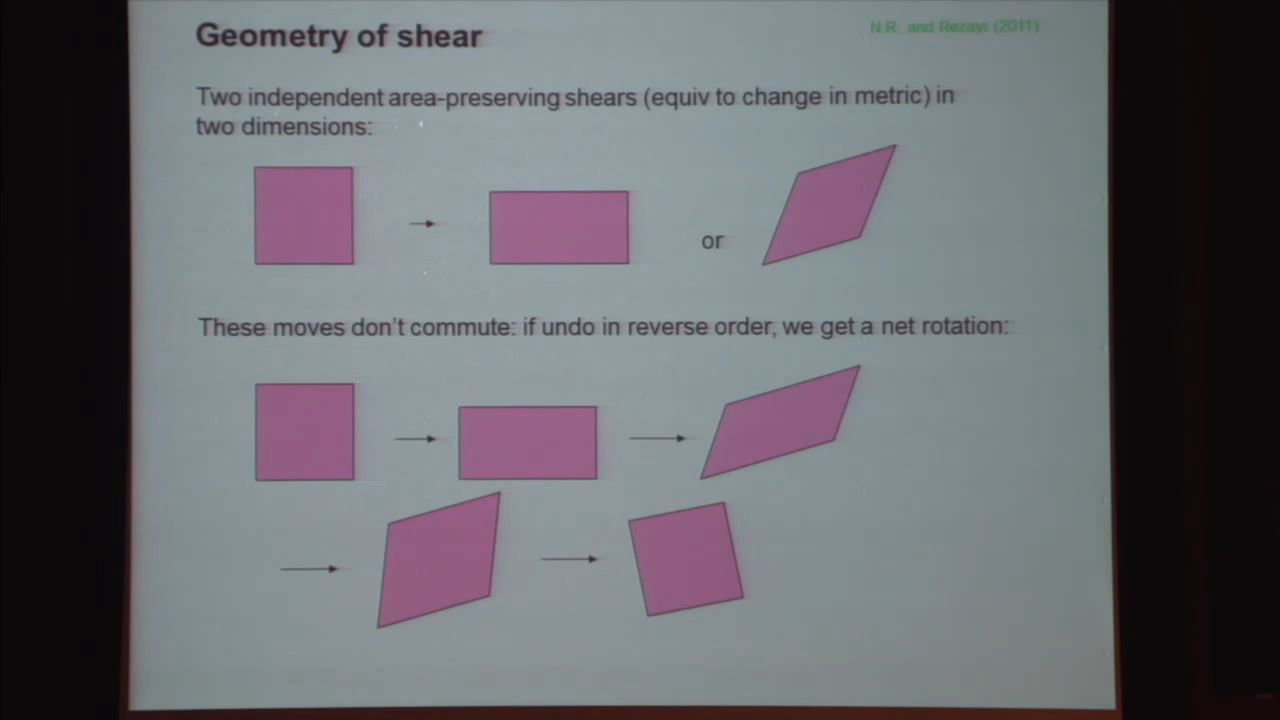 Geometry of shear
N.R. and Rezayi (2011)
Two independent area-preserving shears (equiv to change in metric) in
two dimensions:
or
These moves don't commute: if undo in reverse order, we get a net rotation: